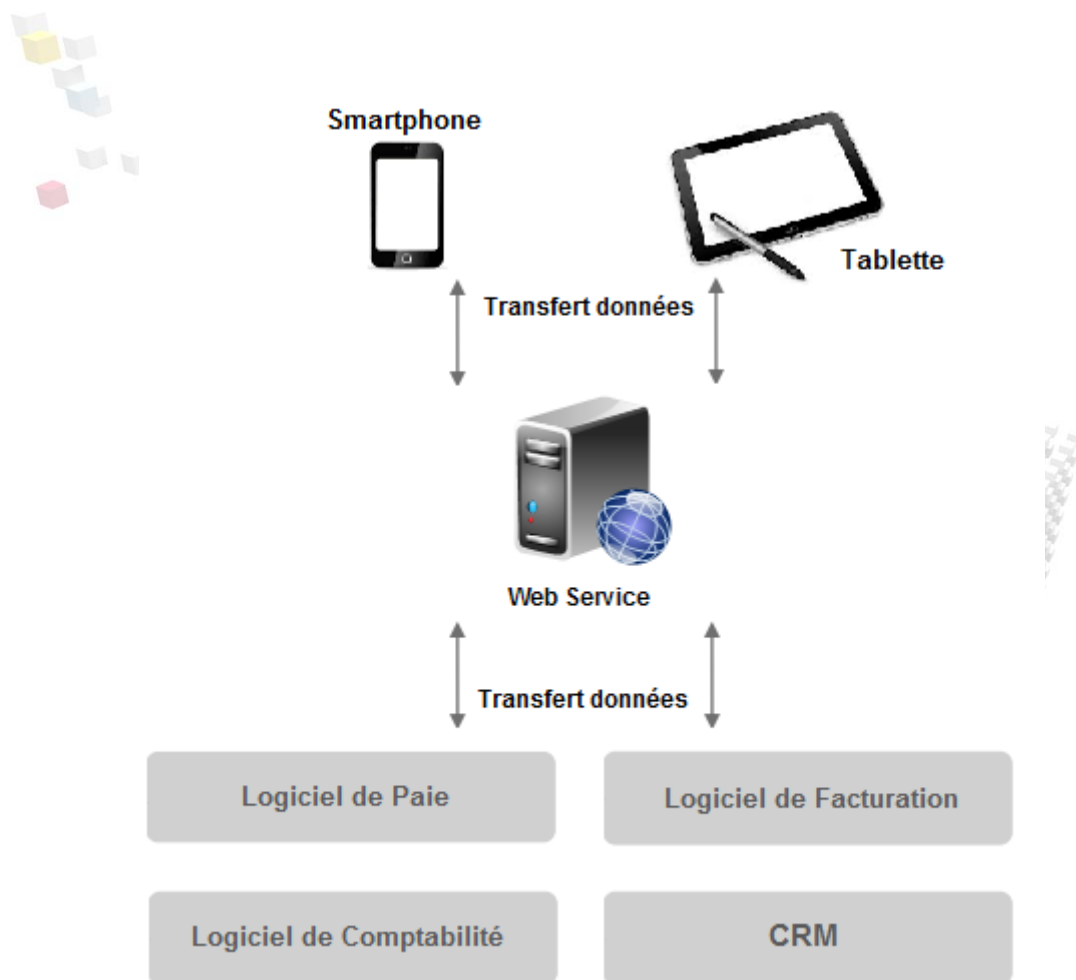 Smartphone
Tablette
Transfert données
Web Service
Transfert données
Logiciel de Paie
Logiciel de Facturation
Logiciel de Comptabilité
CRM